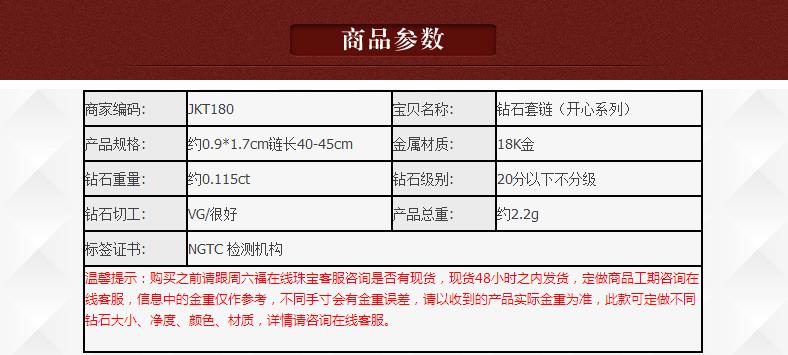 商品参数
商家编码: JKT180 宝贝名称: 钻石套链（开心系列）
产品规格: 约0.9*1.7cm链长40-45cm 金属材质: 18K金
钻石重量: 约0.115ct 钻石级别: 20分以下不分级
钻石切工: VG/很好 产品总重: 约2.2g
标签证书: NGTC 检测机构
温馨提示：购买之前请跟周六福在线珠宝客服咨询是否有现货，现货48小时之内发货，定做商品工期咨询在
线客服，信息中的金重仅作参考，不同手寸会有金重误差，请以收到的产品实际金重为准，此款可定做不同
钻石大小、净度、颜色、材质，详情请咨询在线客服。